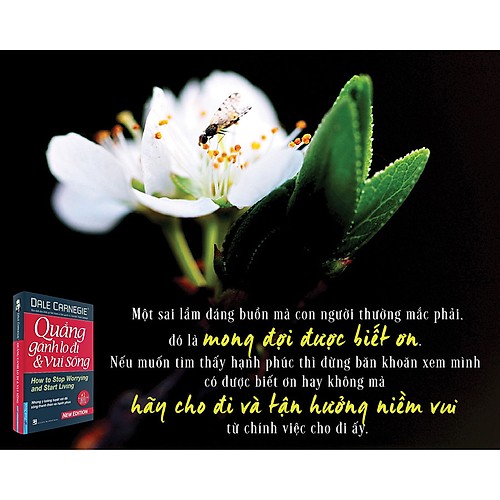 Một sai lầm đáng buồn mà con người thường mắc phải,
đó là mong đợi được biết ơn.
Nếu muốn tìm thấy hạnh phúc thì đừng băn khoăn xem mình
có được biết ơn hay không mà
hãy cho đi và tận hưởng niềm vui
từ chính việc cho đi ấy.
DALE CARNEGIE
Quẳng
gánh lo đi
& vui sống
How to Stop Worrying
and Start Living
NEW EDITION